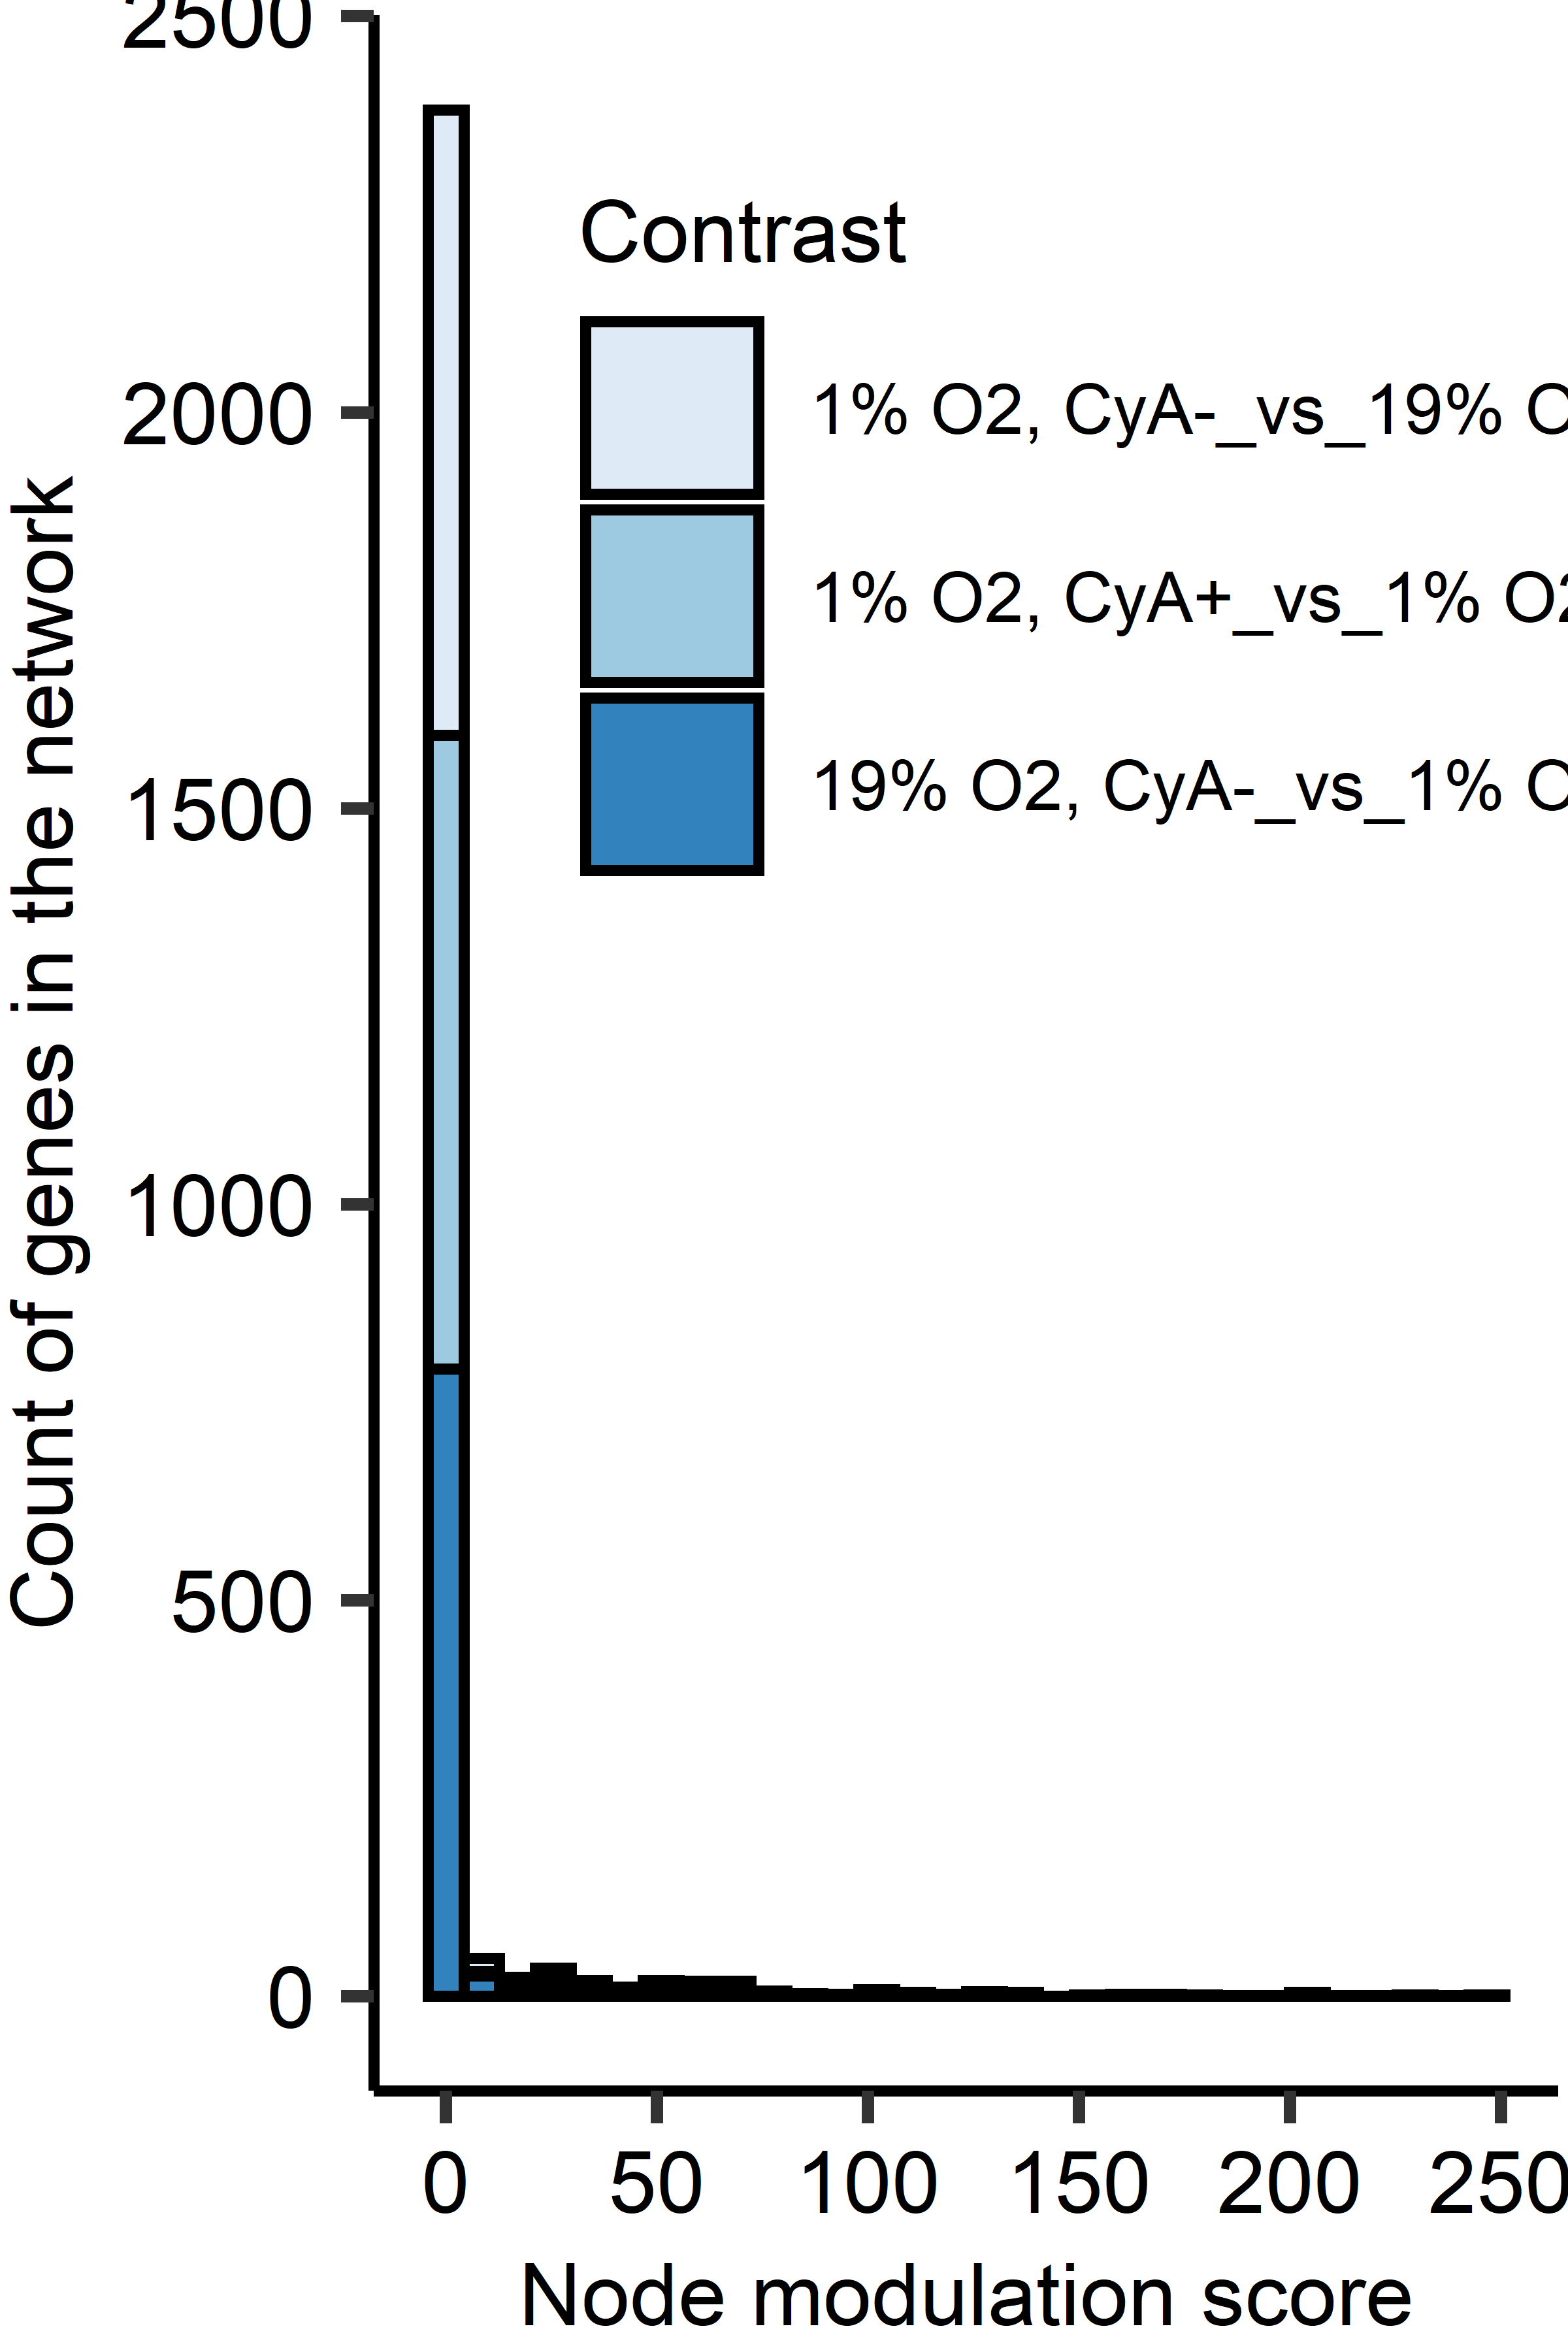 Count of genes in the network
2500
2000
1500
1000
500
0
Contrast
1% O2, CyA-_vs_19% O
1% O2, CyA+_vs_1% O2
19% O2, CyA-_vs_1% O
0 50 100 150 200 250
Node modulation score